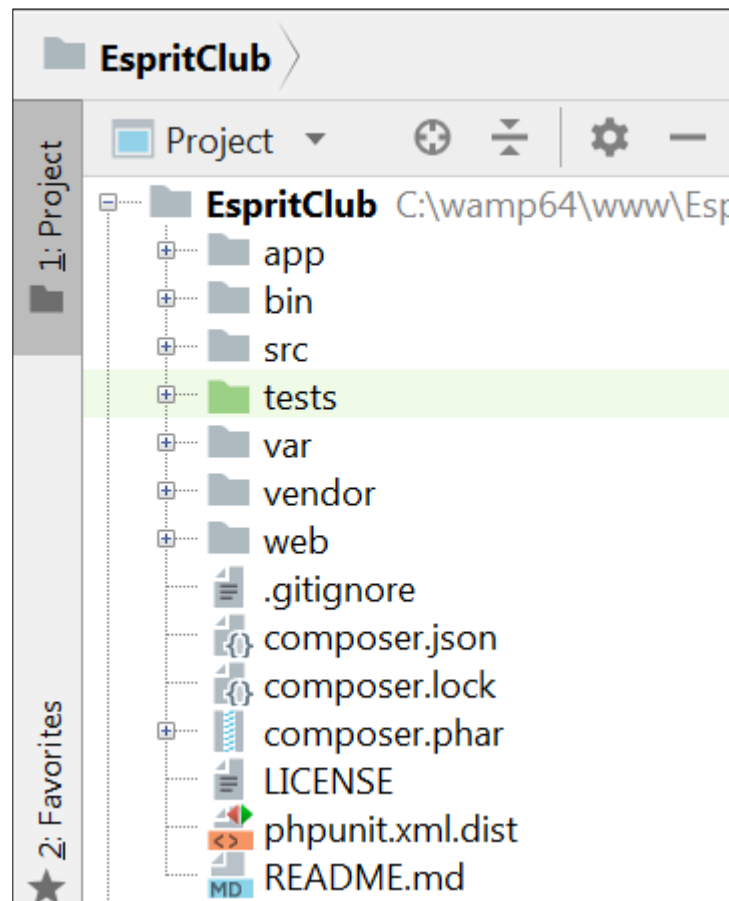 EspritClub
Project
1: Project
EspritClub C:\wamp64\www\Esp
app
bin
src
tests
var
vendor
web
.gitignore
composer.json
composer.lock
composer.phar
LICENSE
phpunit.xml.dist
MD README.md
2: Favorites